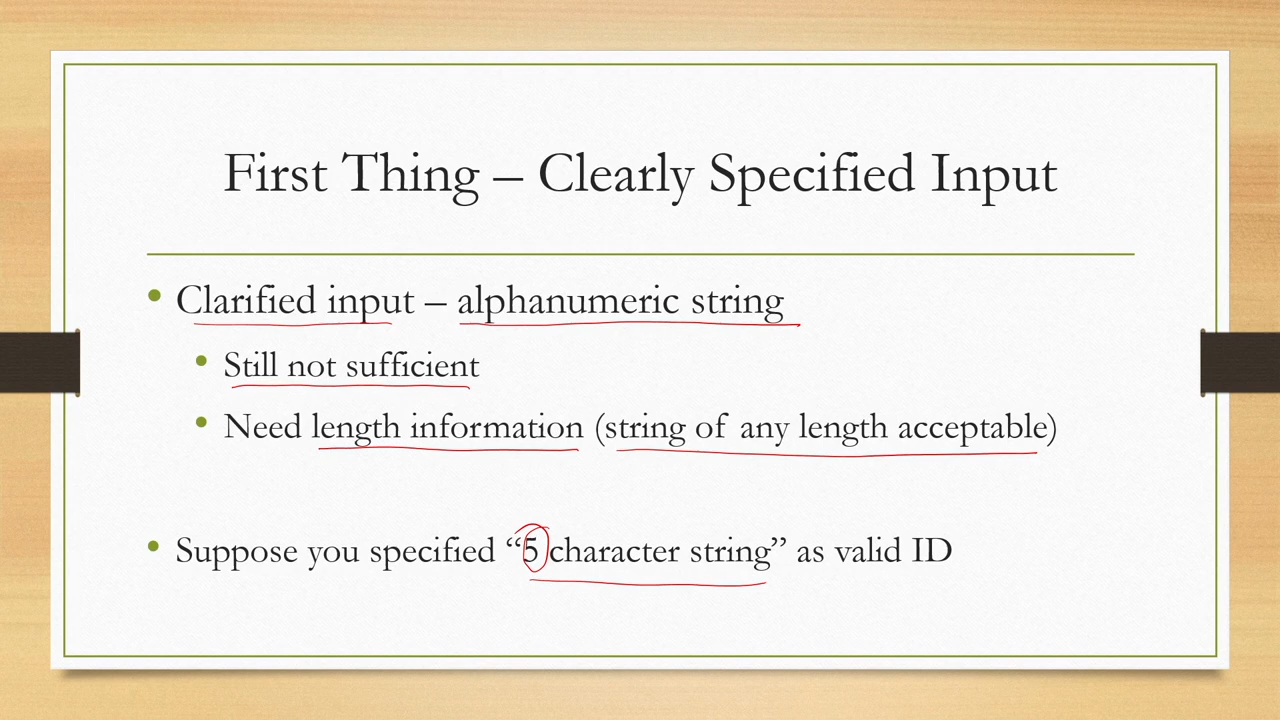 First Thing – Clearly Specified Input
• Clarified input – alphanumeric string
• Still not sufficient
• Need length information (string of any length acceptable)
• Suppose you specified “5 character string” as valid ID